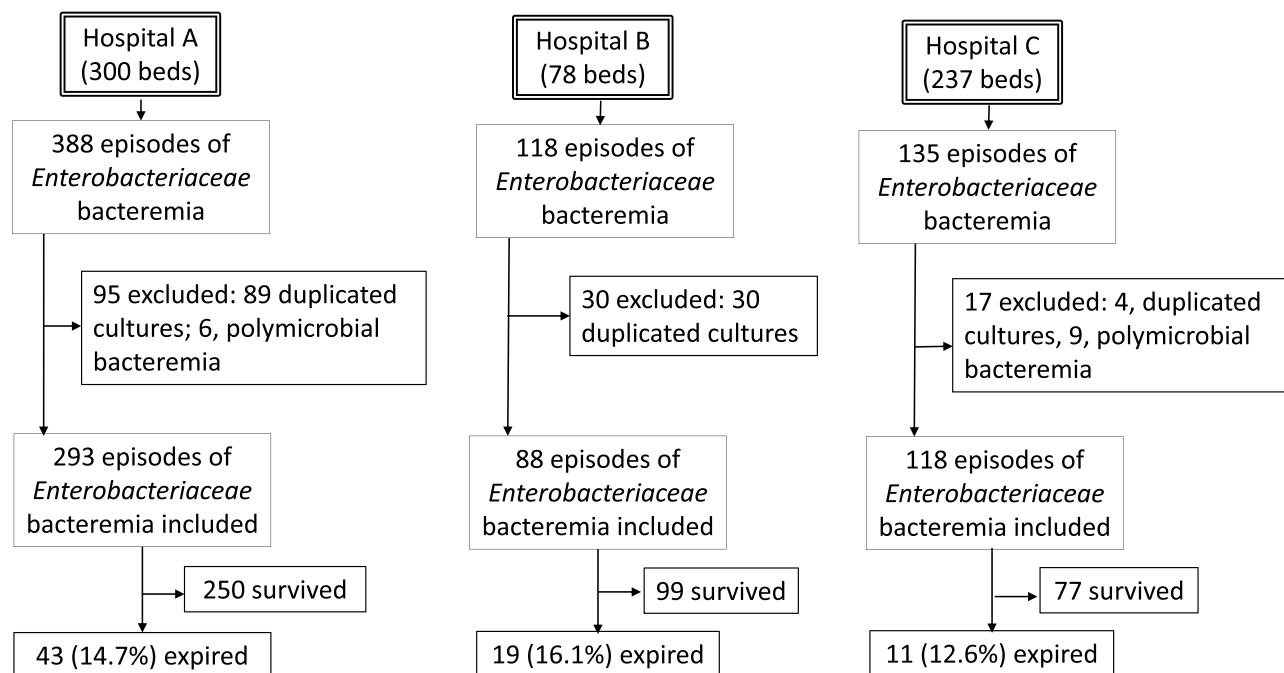 Hospital A
(300 beds)
388 episodes of
Enterobacteriaceae
bacteremia
95 excluded: 89 duplicated
cultures; 6, polymicrobial
bacteremia
293 episodes of
Enterobacteriaceae
bacteremia included
250 survived
43 (14.7%) expired
Hospital B
(78 beds)
118 episodes of
Enterobacteriaceae
bacteremia
30 excluded: 30
duplicated cultures
88 episodes of
Enterobacteriaceae
bacteremia included
99 survived
19 (16.1%) expired
Hospital C
(237 beds)
135 episodes of
Enterobacteriaceae
bacteremia
17 excluded: 4, duplicated
cultures, 9, polymicrobial
bacteremia
118 episodes of
Enterobacteriaceae
bacteremia included
77 survived
11 (12.6%) expired